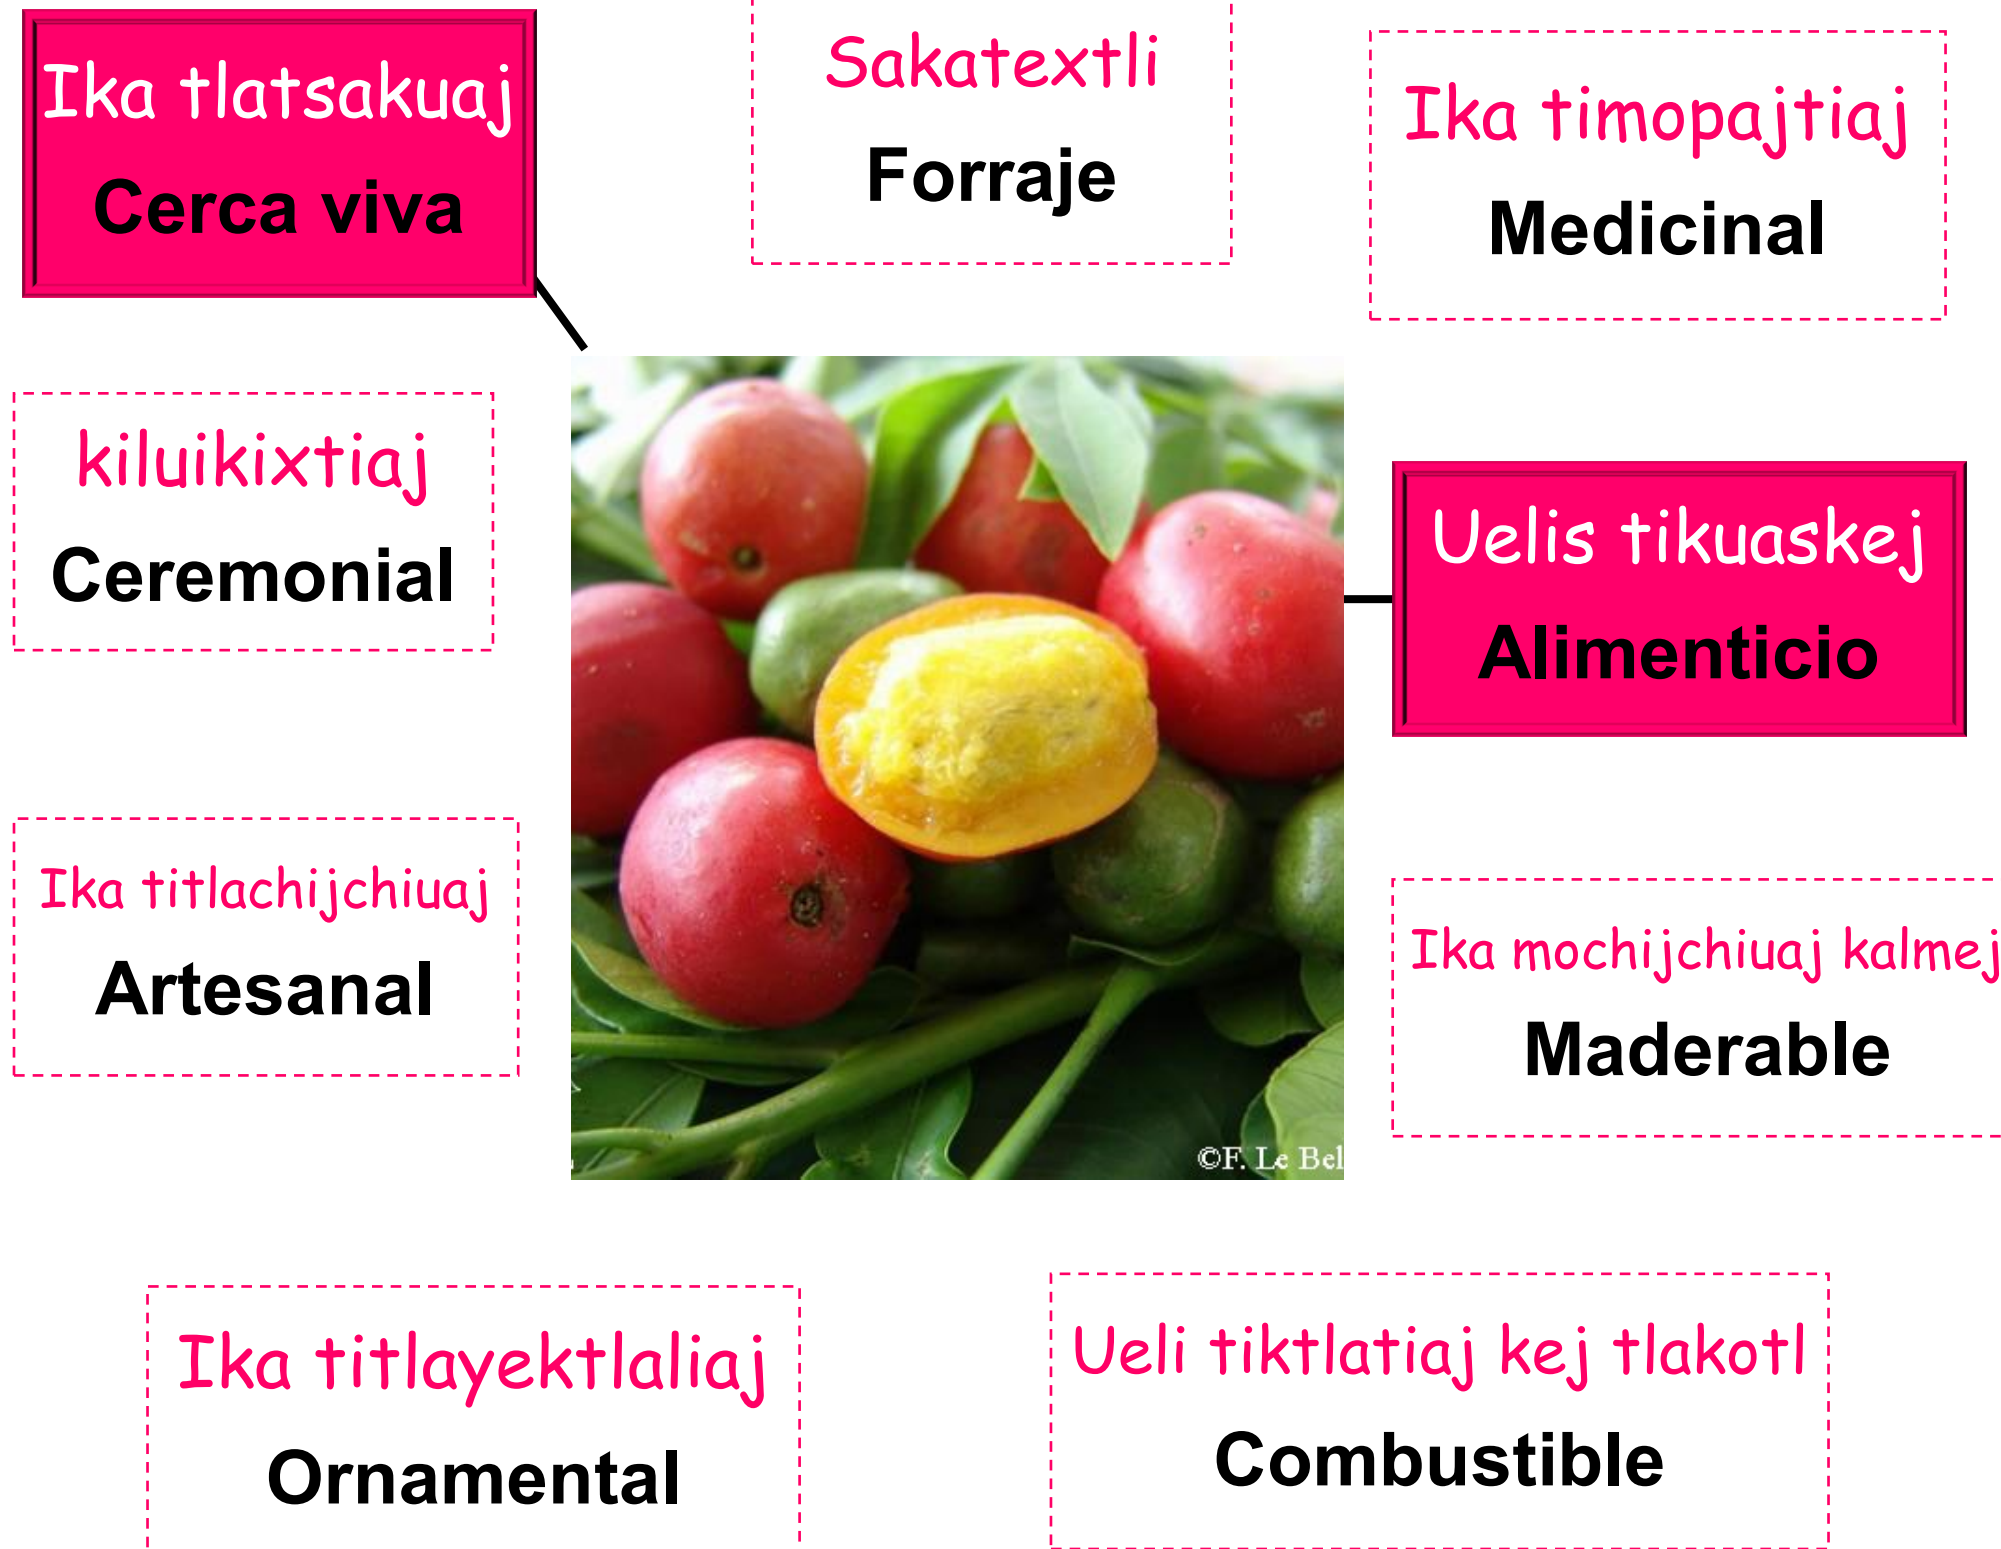 Ika tlatsakuaj
Cerca viva
Sakatextli
Forraje
Ika timopajtiaj
Medicinal
kiluikixtiaj
Ceremonial
Uelis tikuaskej
Alimenticio
Ika titlachijchiuaj
Artesanal
Ika mochijchiuaj kalmej
Maderable
©F. Le Bel
Ika titlayektlaliaj
Ornamental
Ueli tiktlatiaj kej tlakotl
Combustible